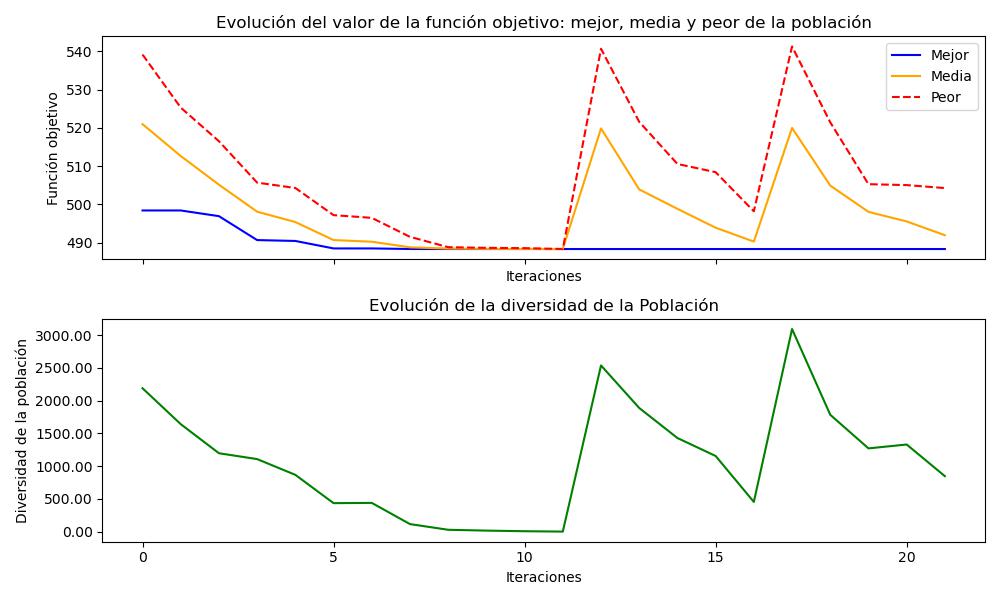 Evolución del valor de la función objetivo: mejor, media y peor de la población
Función objetivo
540
530
520
510
500
490
Mejor
Media
Peor
Iteraciones
Evolución de la diversidad de la Población
Diversidad de la población
3000.00
2500.00
2000.00
1500.00
1000.00
500.00
0.00
0 5 10 15 20
Iteraciones